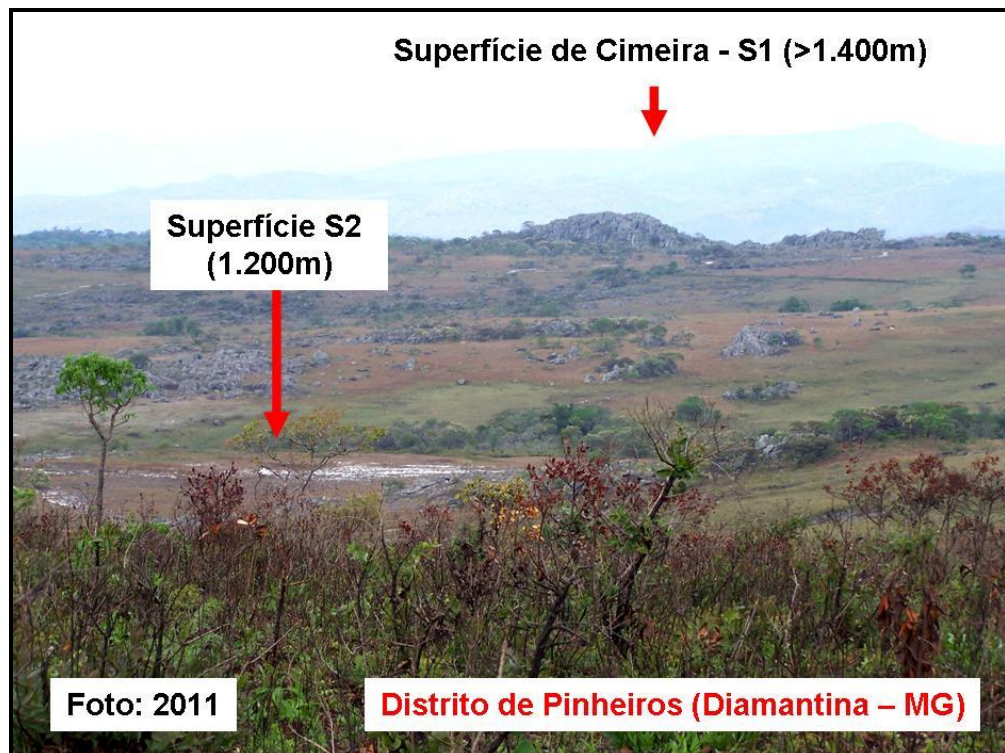 Superfície de Cimeira - S1 (>1.400m)
Superfície S2
(1.200m)
Foto: 2011
Distrito de Pinheiros (Diamantina – MG)